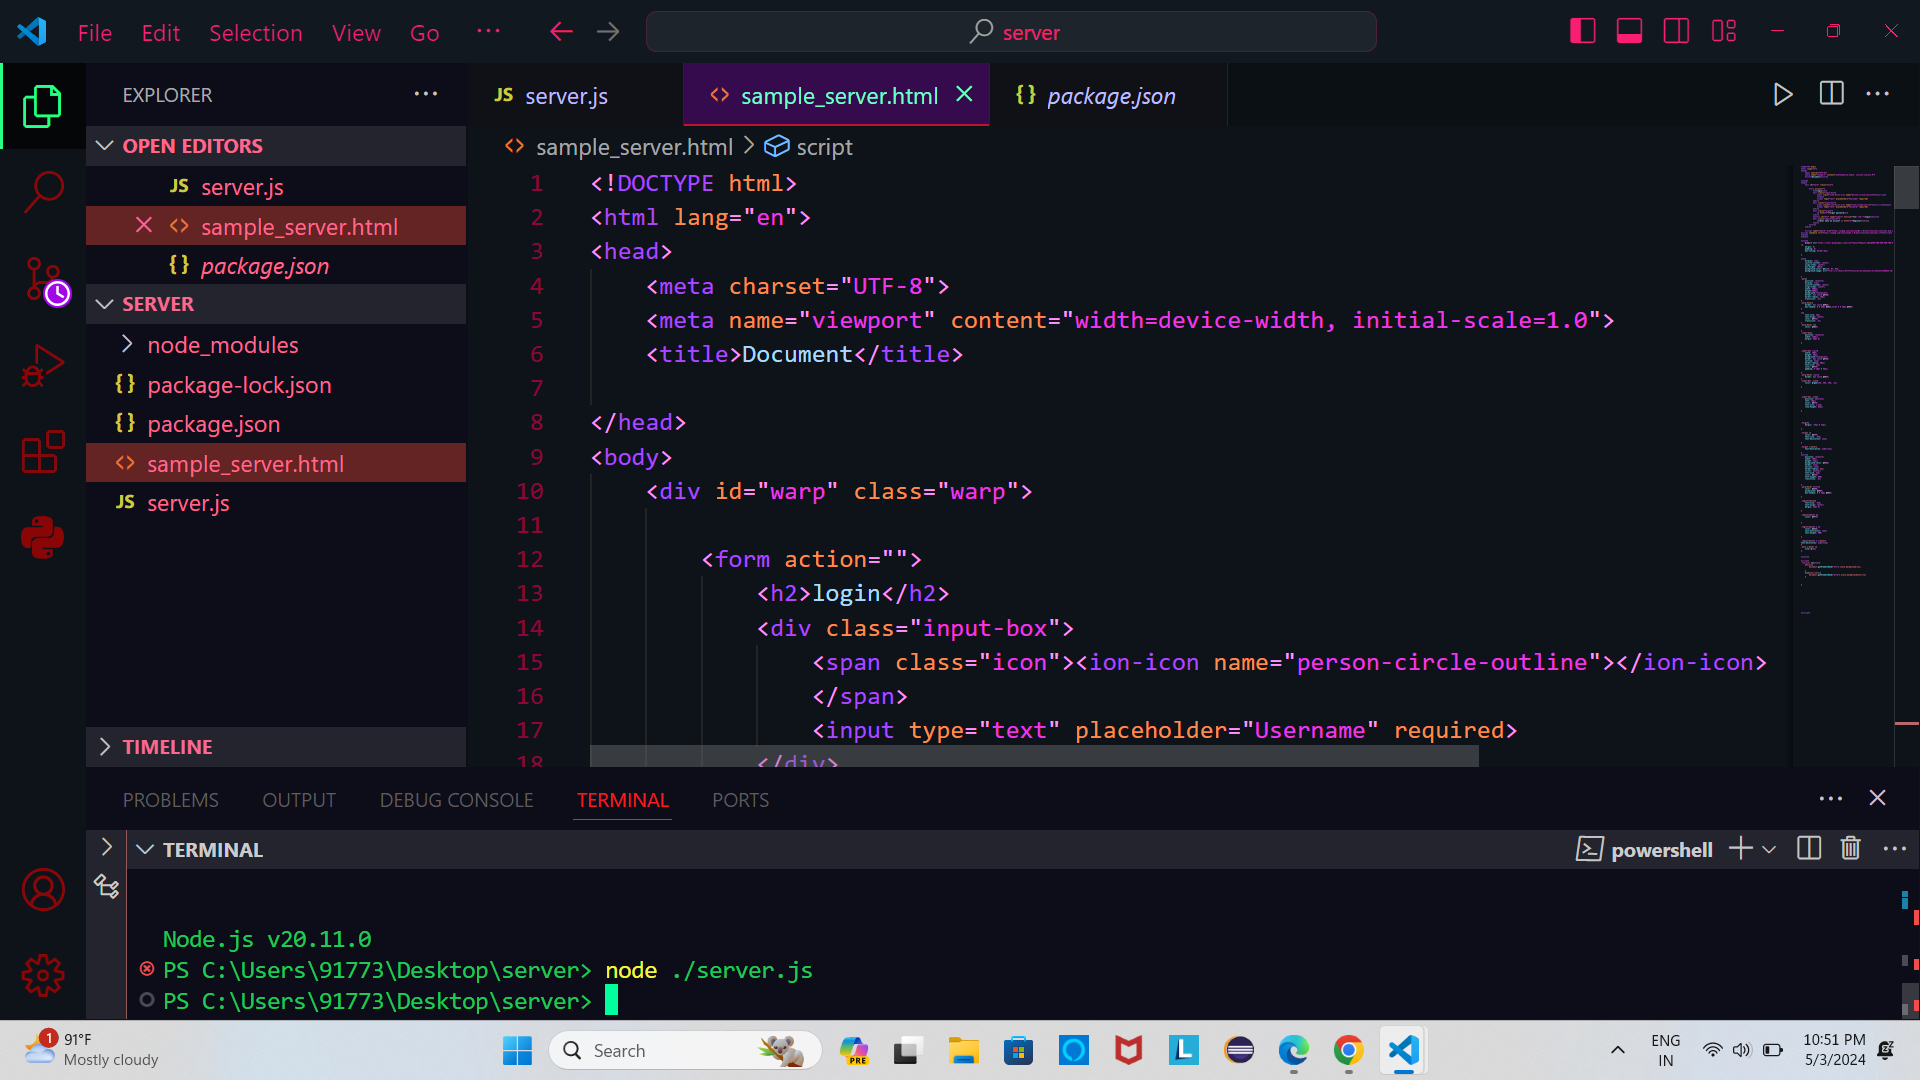 File Edit Selection View Go ... server
EXPLORER ...
OPEN EDITORS
JS server.js
sample_server.html
{} package.json
SERVER
node_modules
{} package-lock.json
{} package.json
<> sample_server.html
JS server.js
TIMELINE
JS server.js <> sample_server.html {} package.json
<> sample_server.html > script
1 <!DOCTYPE html>
2 <html lang="en">
3 <head>
4 <meta charset="UTF-8">
5 <meta name="viewport" content="width=device-width, initial-scale=1.0">
6 <title>Document</title>
7
8 </head>
9 <body>
10 <div id="warp" class="warp">
11
12 <form action="">
13 <h2>login</h2>
14 <div class="input-box">
15 <span class="icon"><ion-icon name="person-circle-outline"></ion-icon>
16 </span>
17 <input type="text" placeholder="Username" required>
18 </div>
PROBLEMS OUTPUT DEBUG CONSOLE TERMINAL PORTS
TERMINAL powershell
Node.js v20.11.0
PS C:\Users\91773\Desktop\server> node ./server.js
PS C:\Users\91773\Desktop\server>
1 91°F
Mostly cloudy
Search
PRE
L
ENG
IN
10:51 PM
5/3/2024